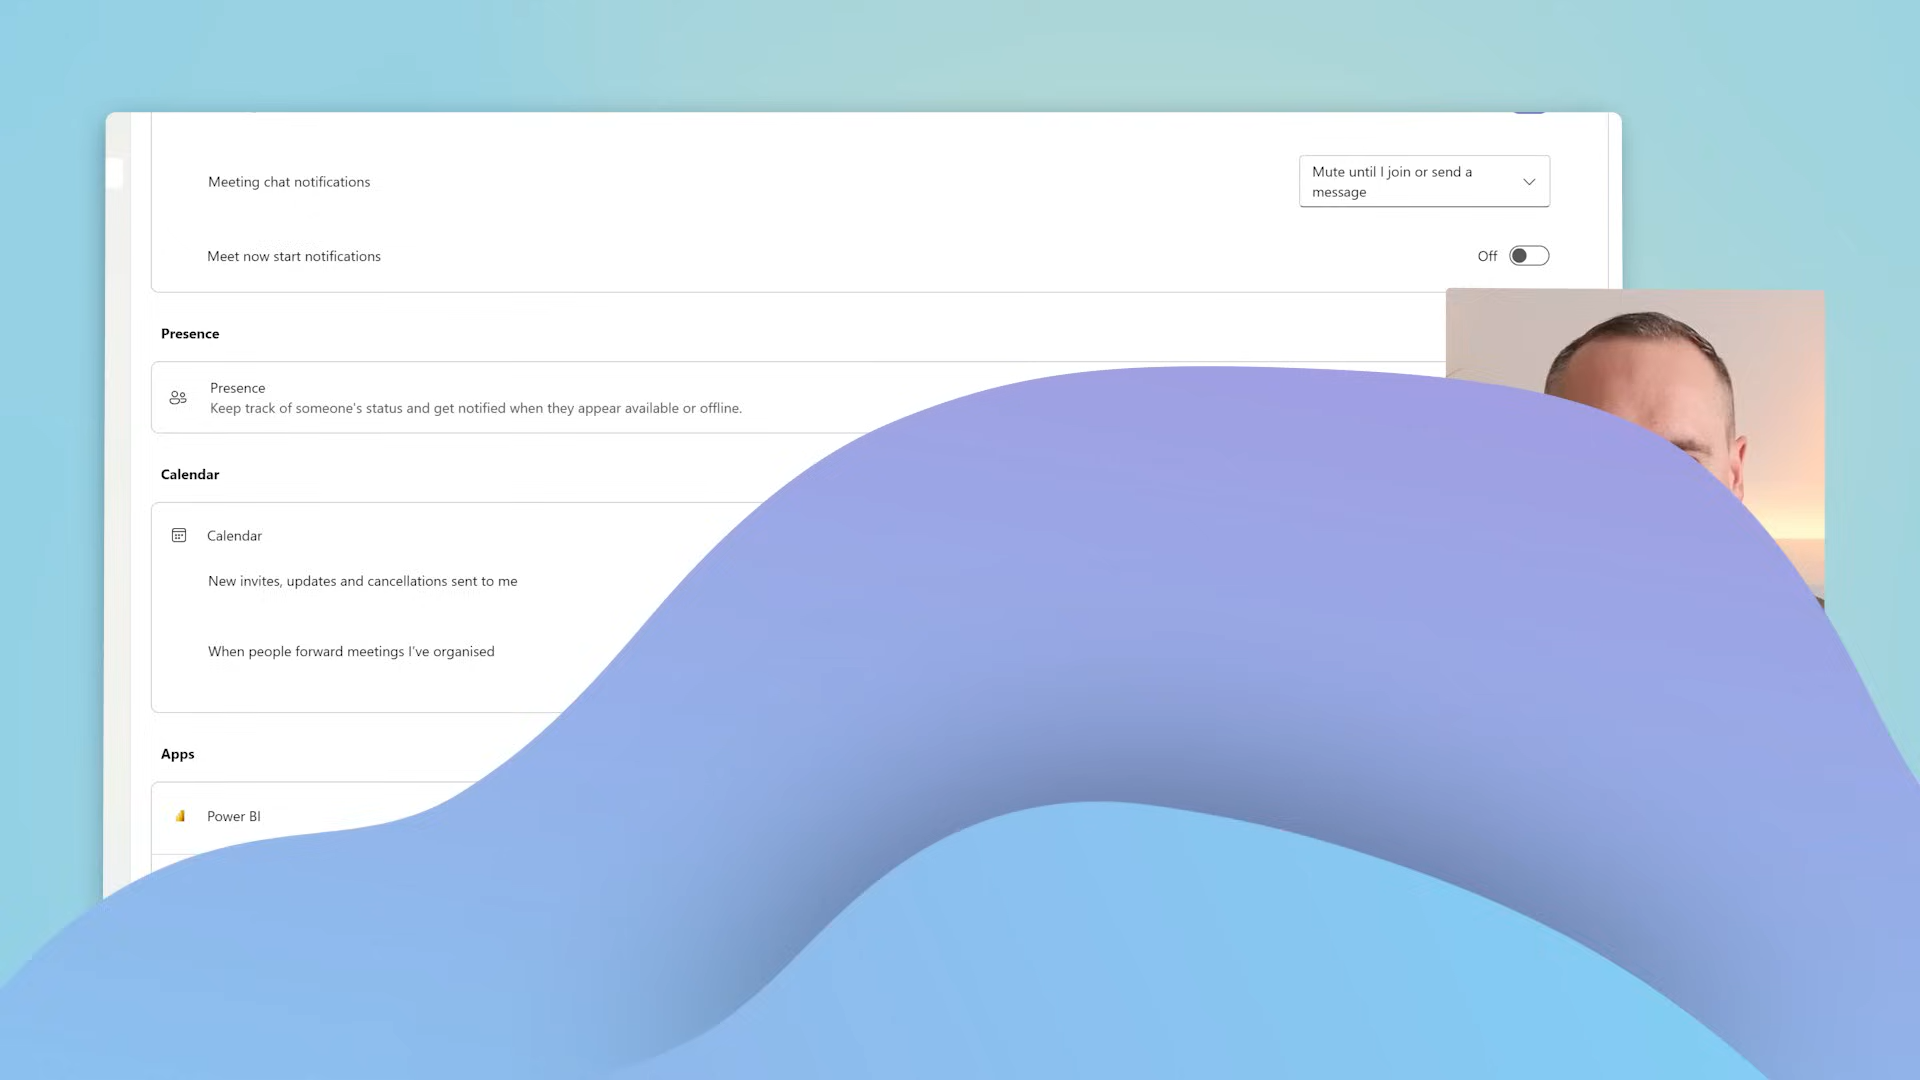 Meeting chat notifications
Mute until I join or send a
message
Meet now start notifications
Off
Presence
Presence
Keep track of someone's status and get notified when they appear available or offline.
Calendar
Calendar
New invites, updates and cancellations sent to me
When people forward meetings I've organised
Apps
Power BI